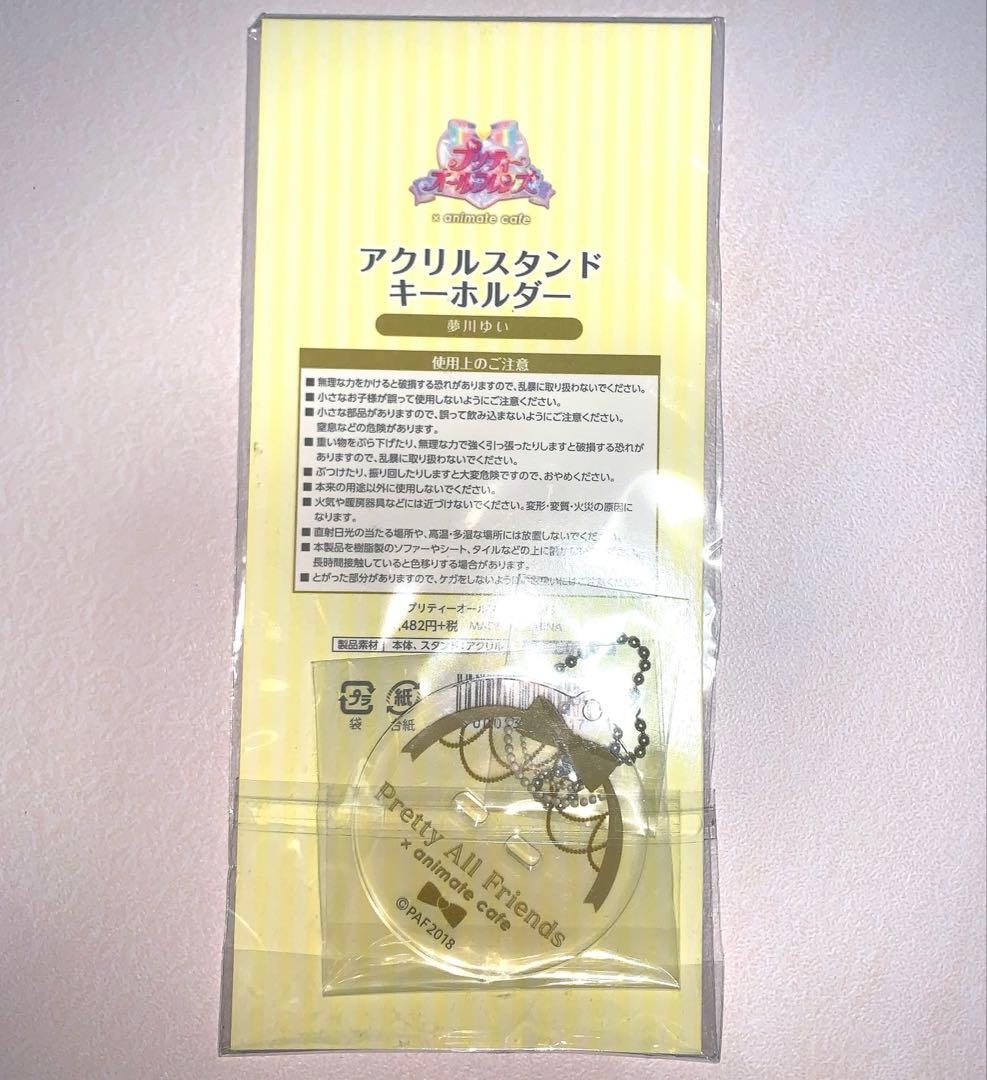 プリティー
オールフレンズ
× animate cafe
アクリルスタンド
キーホルダー
夢川ゆい
使用上のご注意
■ 無理な力をかけると破損する恐れがありますので、乱暴に取り扱わないでください。
■ 小さなお子様が誤って使用しないようにご注意ください。
■ 小さな部品がありますので、誤って飲み込まないようにご注意ください。
窒息などの危険があります。
■ 重い物をぶら下げたり、無理な力で強く引っ張ったりしますと破損する恐れが
ありますので、乱暴に取り扱わないでください。
■ ぶつけたり、振り回したりしますと大変危険ですので、おやめください。
■ 本来の用途以外に使用しないでください。
■ 火気や暖房器具などには近づけないでください。変形・変質・火災の原因に
なります。
■ 直射日光の当たる場所や、高温・多湿な場所には放置しないでください。
■ 本製品を樹脂製のソファーやシート、タイルなどの上に
長時間接触していると色移りする場合があります。
■ とがった部分がありますので、ケガをしないよう
プリティーオール
482円+税
製品素材 本体、スタンド:アクリル
プラ 紙
袋 台紙
Pretty All Friends
× animate cafe
©PAF2018